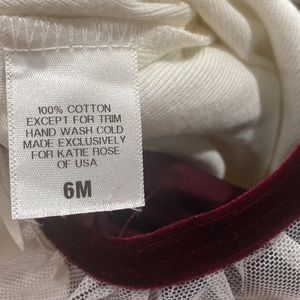 100% COTTON
EXCEPT FOR TRIM
HAND WASH COLD
MADE EXCLUSIVELY
FOR KATIE ROSE
OF USA
6M